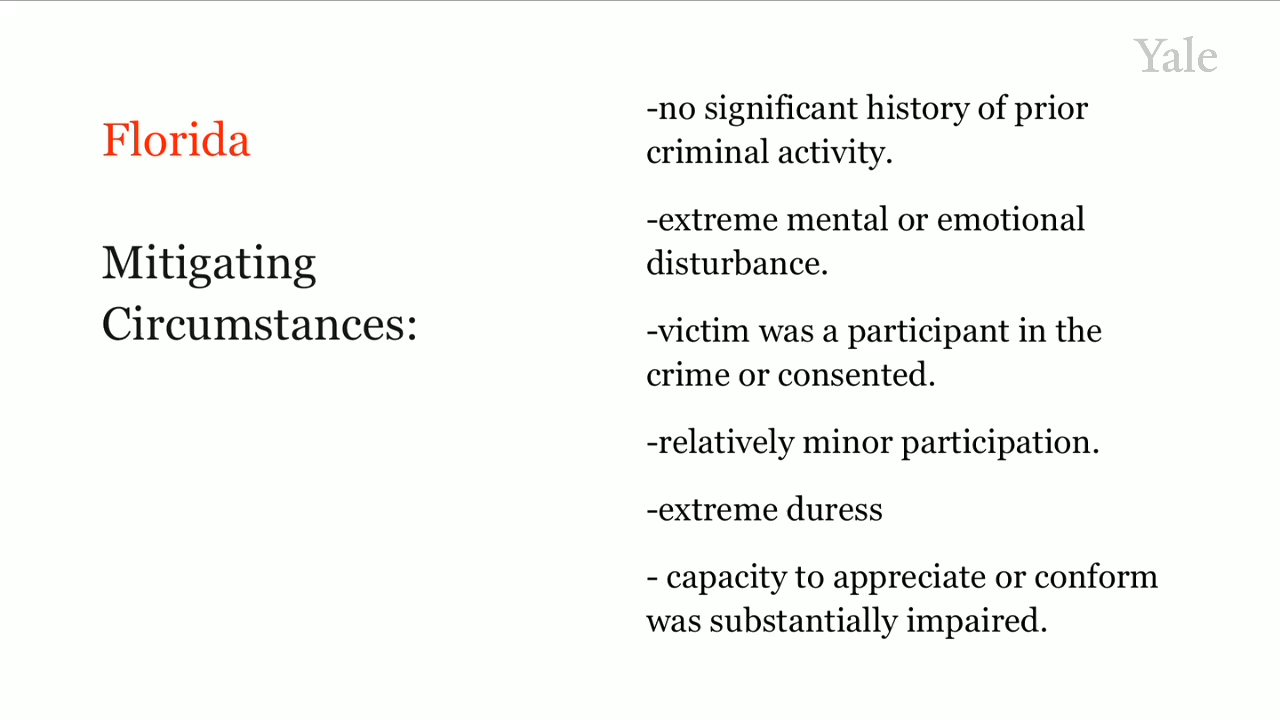 Yale
Florida
Mitigating
Circumstances:
-no significant history of prior
criminal activity.
-extreme mental or emotional
disturbance.
-victim was a participant in the
crime or consented.
-relatively minor participation.
-extreme duress
- capacity to appreciate or conform
was substantially impaired.